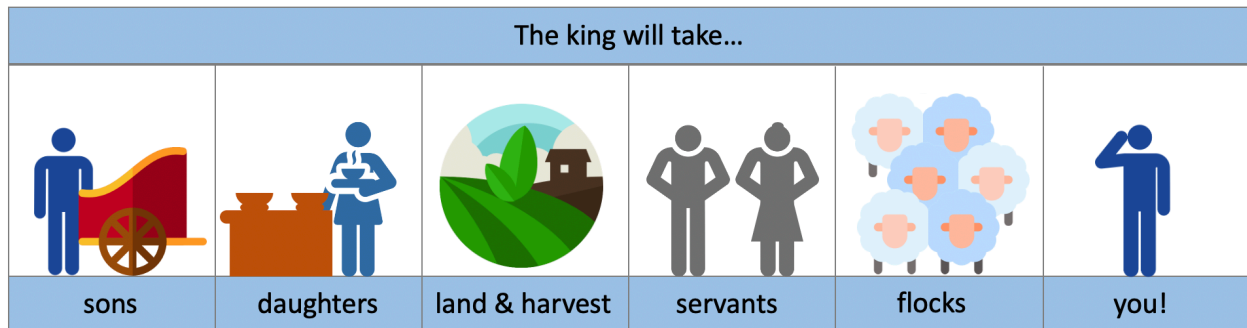 The king will take…
sons
daughters
land & harvest
servants
flocks
you!